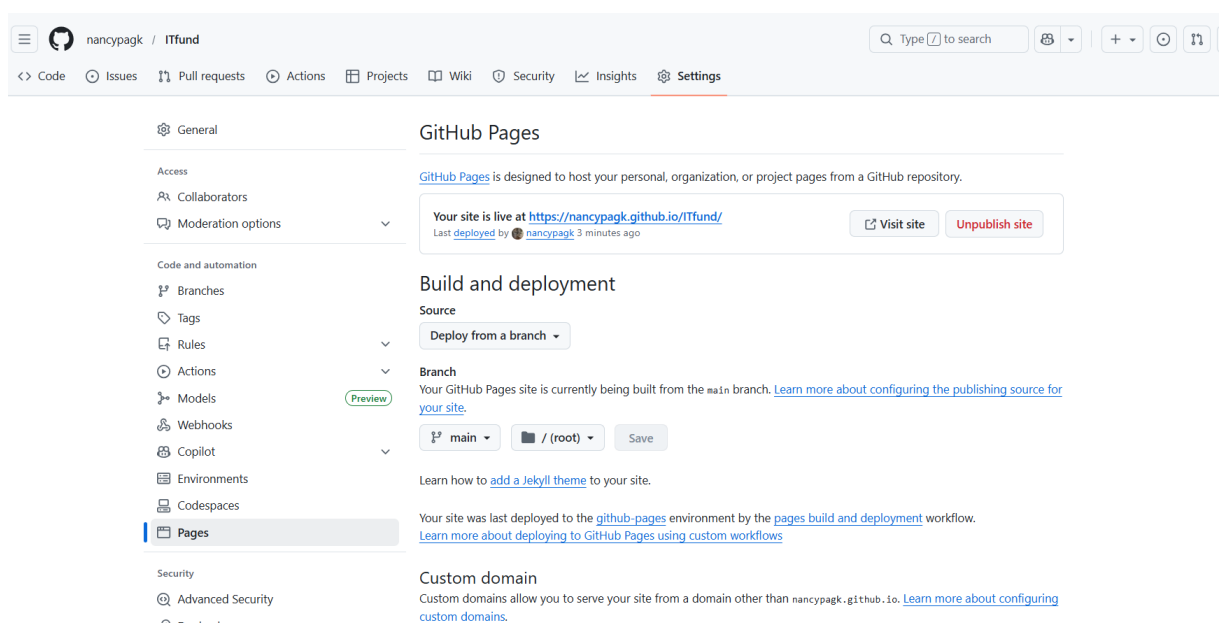 nancypagk / ITfund
Type / to search
Code Issues Pull requests Actions Projects Wiki Security Insights Settings
General
Access
Collaborators
Moderation options
Code and automation
Branches
Tags
Rules
Actions
Models Preview
Webhooks
Copilot
Environments
Codespaces
Pages
Security
Advanced Security
GitHub Pages
GitHub Pages is designed to host your personal, organization, or project pages from a GitHub repository.
Your site is live at https://nancypagk.github.io/ITfund/
Last deployed by nancypagk 3 minutes ago
Visit site Unpublish site
Build and deployment
Source
Deploy from a branch
Branch
Your GitHub Pages site is currently being built from the main branch. Learn more about configuring the publishing source for
your site.
main / (root) Save
Learn how to add a Jekyll theme to your site.
Your site was last deployed to the github-pages environment by the pages build and deployment workflow.
Learn more about deploying to GitHub Pages using custom workflows
Custom domain
Custom domains allow you to serve your site from a domain other than nancypagk.github.io. Learn more about configuring
custom domains.